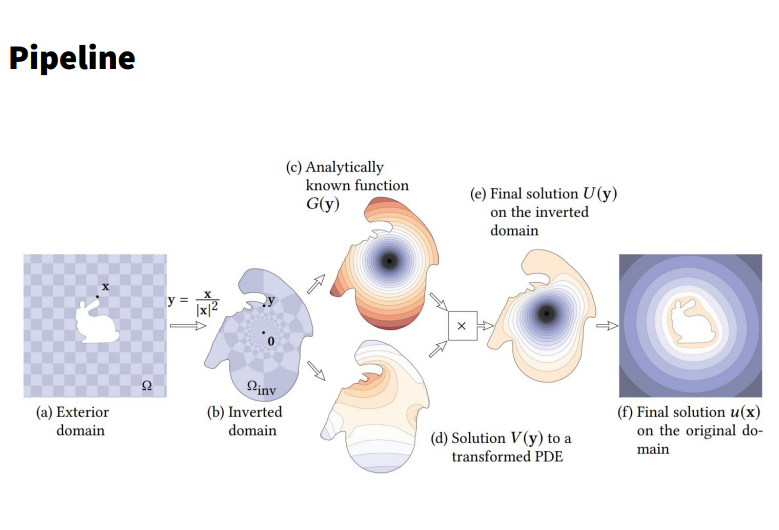 Pipeline
(c) Analytically
known function
G(y)
(e) Final solution U(y)
on the inverted
domain
x
y = x/|x|²
y
0
×
Ω
Ωinv
(a) Exterior
domain
(b) Inverted
domain
(d) Solution V(y) to a
transformed PDE
(f) Final solution u(x)
on the original do-
main